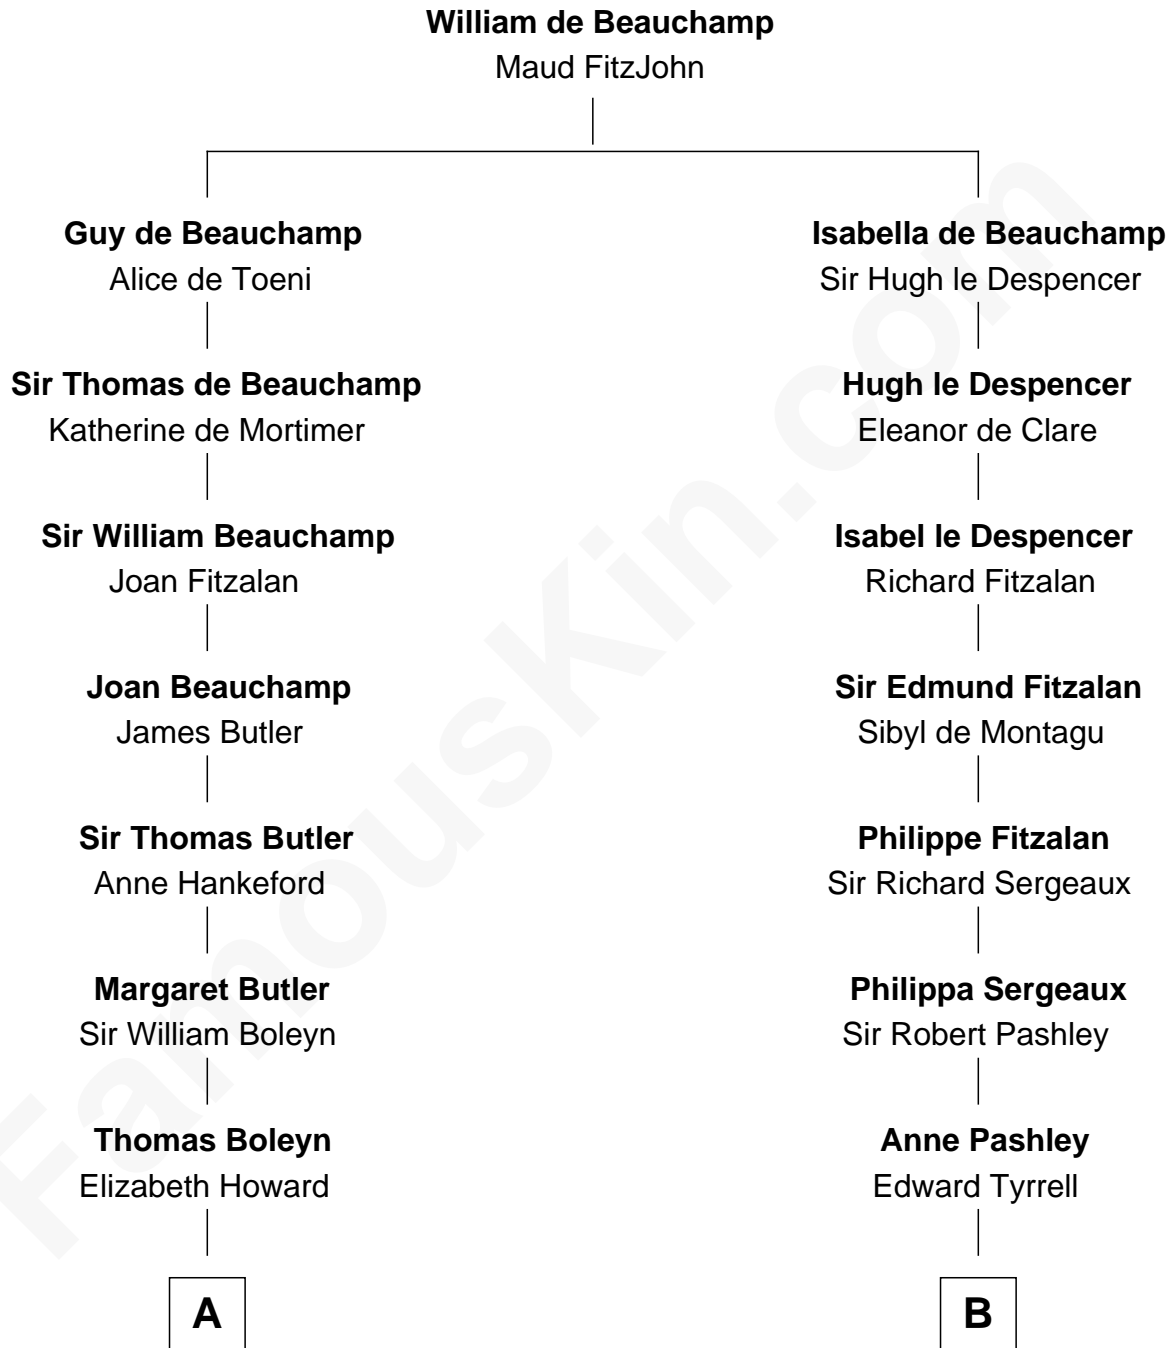 William de Beauchamp
Maud FitzJohn
Guy de Beauchamp
Alice de Toeni
Isabella de Beauchamp
Sir Hugh le Despencer
Sir Thomas de Beauchamp
Katherine de Mortimer
Hugh le Despencer
Eleanor de Clare
Sir William Beauchamp
Joan Fitzalan
Isabel le Despencer
Richard Fitzalan
Joan Beauchamp
James Butler
Sir Edmund Fitzalan
Sibyl de Montagu
Sir Thomas Butler
Anne Hankeford
Philippe Fitzalan
Sir Richard Sergeaux
Margaret Butler
Sir William Boleyn
Philippa Sergeaux
Sir Robert Pashley
Thomas Boleyn
Elizabeth Howard
Anne Pashley
Edward Tyrrell
A
B
FamousKin.com